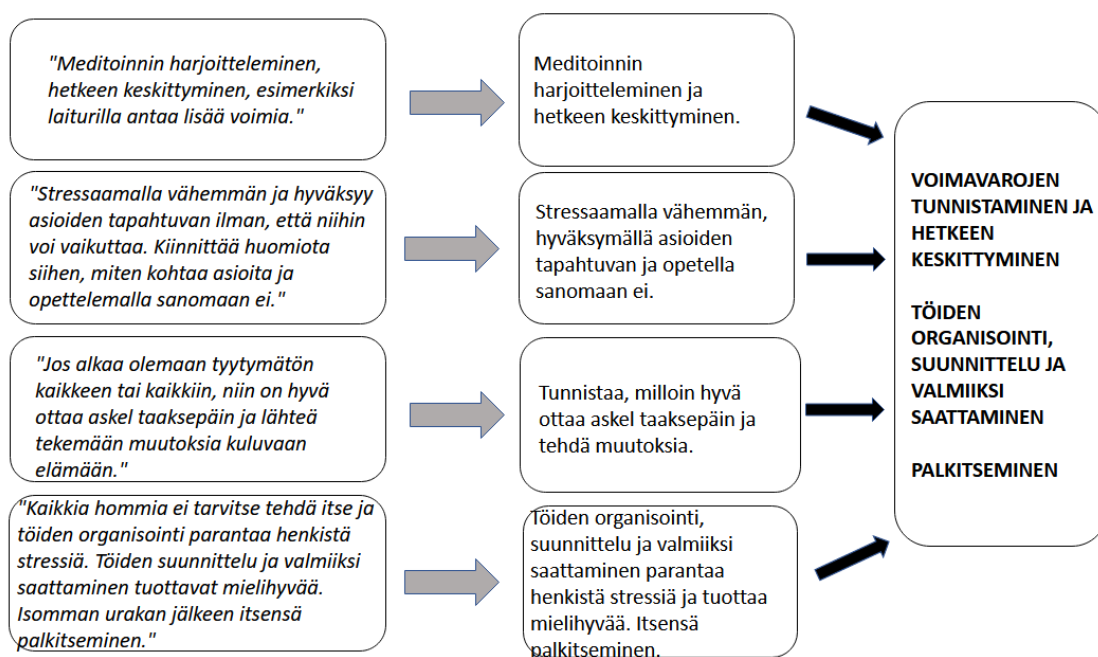 "Meditoinnin harjoitteleminen,
hetkeen keskittyminen, esimerkiksi
laiturilla antaa lisää voimia."
Meditoinnin
harjoitteleminen ja
hetkeen keskittyminen.
"Stressaamalla vähemmän ja hyväksyy
asioiden tapahtuvan ilman, että niihin
voi vaikuttaa. Kiinnittää huomiota
siihen, miten kohtaa asioita ja
opettelemalla sanomaan ei."
Stressaamalla vähemmän,
hyväksymällä asioiden
tapahtuvan ja opetella
sanomaan ei.
"Jos alkaa olemaan tyytymätön
kaikkeen tai kaikkiin, niin on hyvä
ottaa askel taaksepäin ja lähteä
tekemään muutoksia kuluvaan
elämään."
Tunnistaa, milloin hyvä
ottaa askel taaksepäin ja
tehdä muutoksia.
"Kaikkia hommia ei tarvitse tehdä itse ja
töiden organisointi parantaa henkistä
stressiä. Töiden suunnittelu ja valmiiksi
saattaminen tuottavat mielihyvää.
Isomman urakan jälkeen itsensä
palkitseminen."
Töiden organisointi,
suunnittelu ja valmiiksi
saattaminen parantaa
henkistä stressiä ja tuottaa
mielihyvää. Itsensä
palkitseminen.
VOIMAVAROJEN
TUNNISTAMINEN JA
HETKEEN
KESKITTYMINEN
TÖIDEN
ORGANISOINTI,
SUUNNITTELU JA
VALMIIKSI
SAATTAMINEN
PALKITSEMINEN